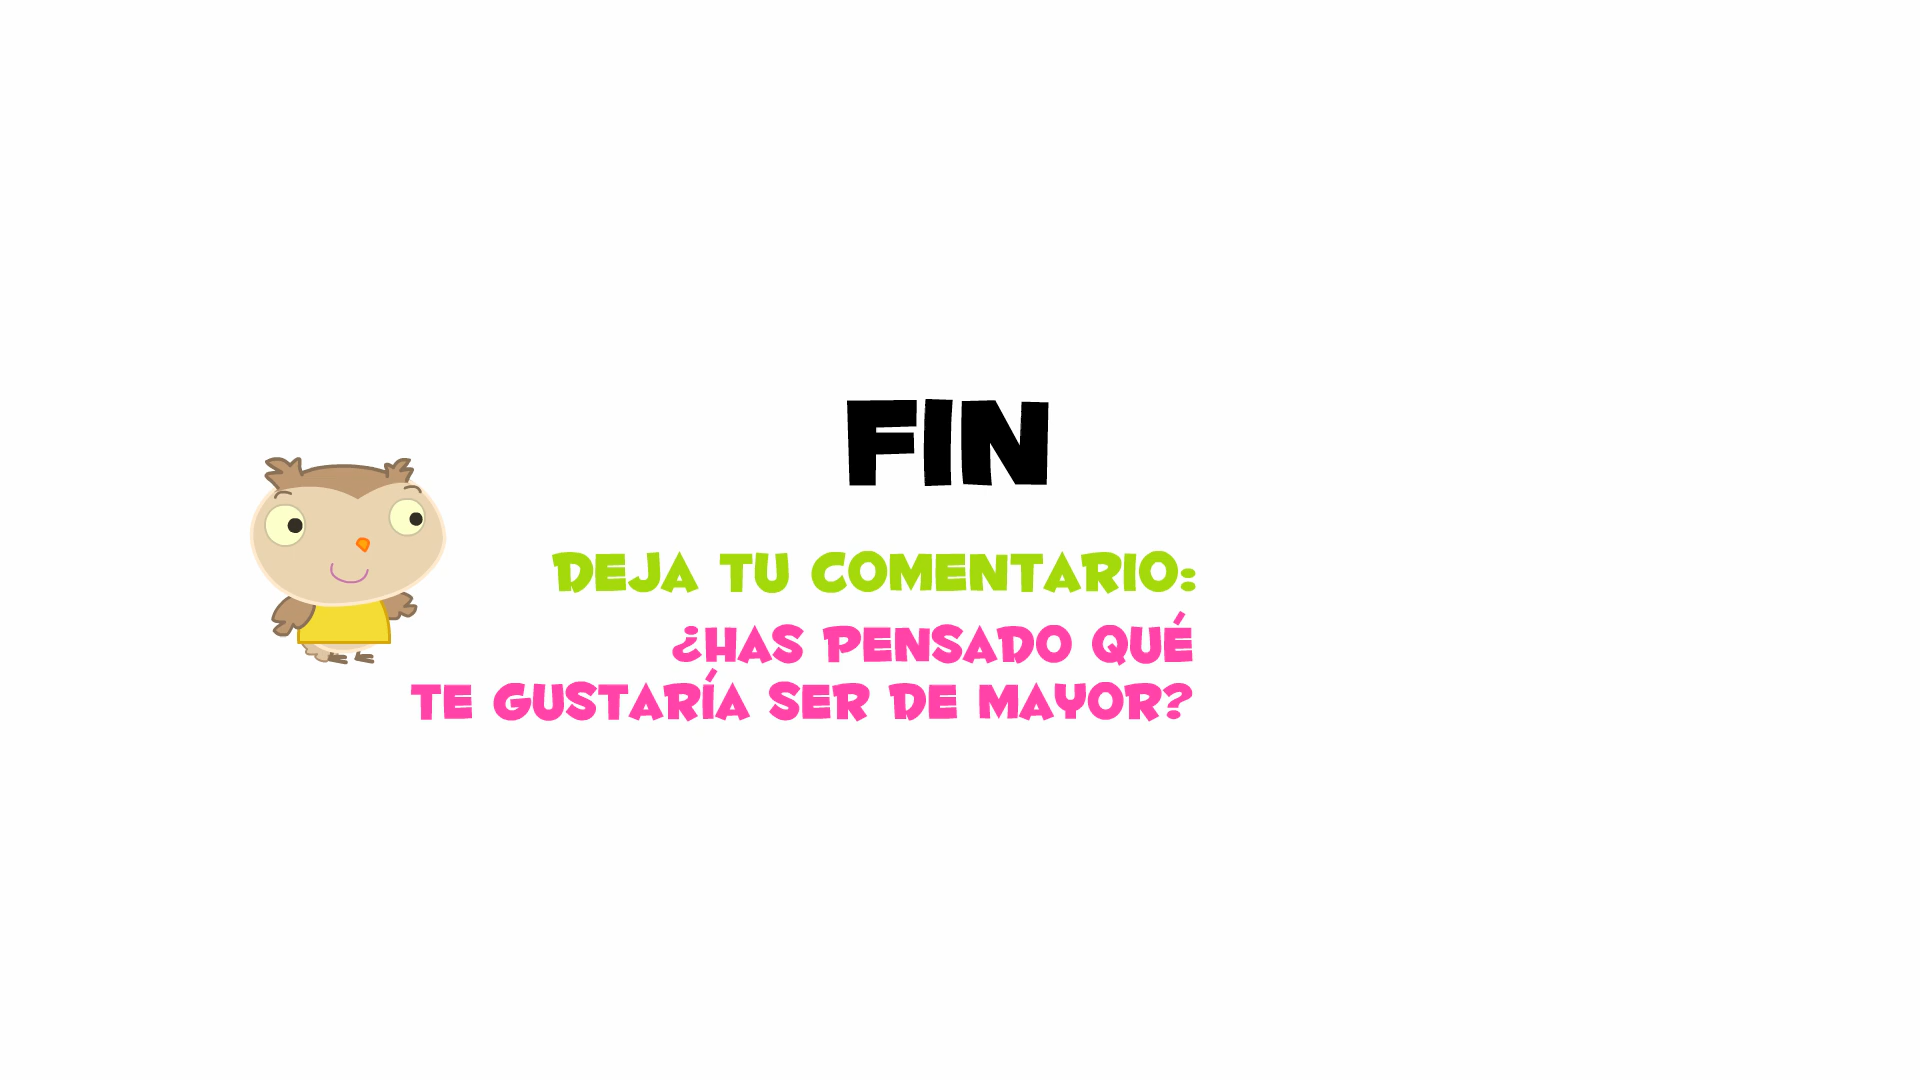 FIN
DEJA TU COMENTARIO:
¿HAS PENSADO QUÉ
TE GUSTARÍA SER DE MAYOR?